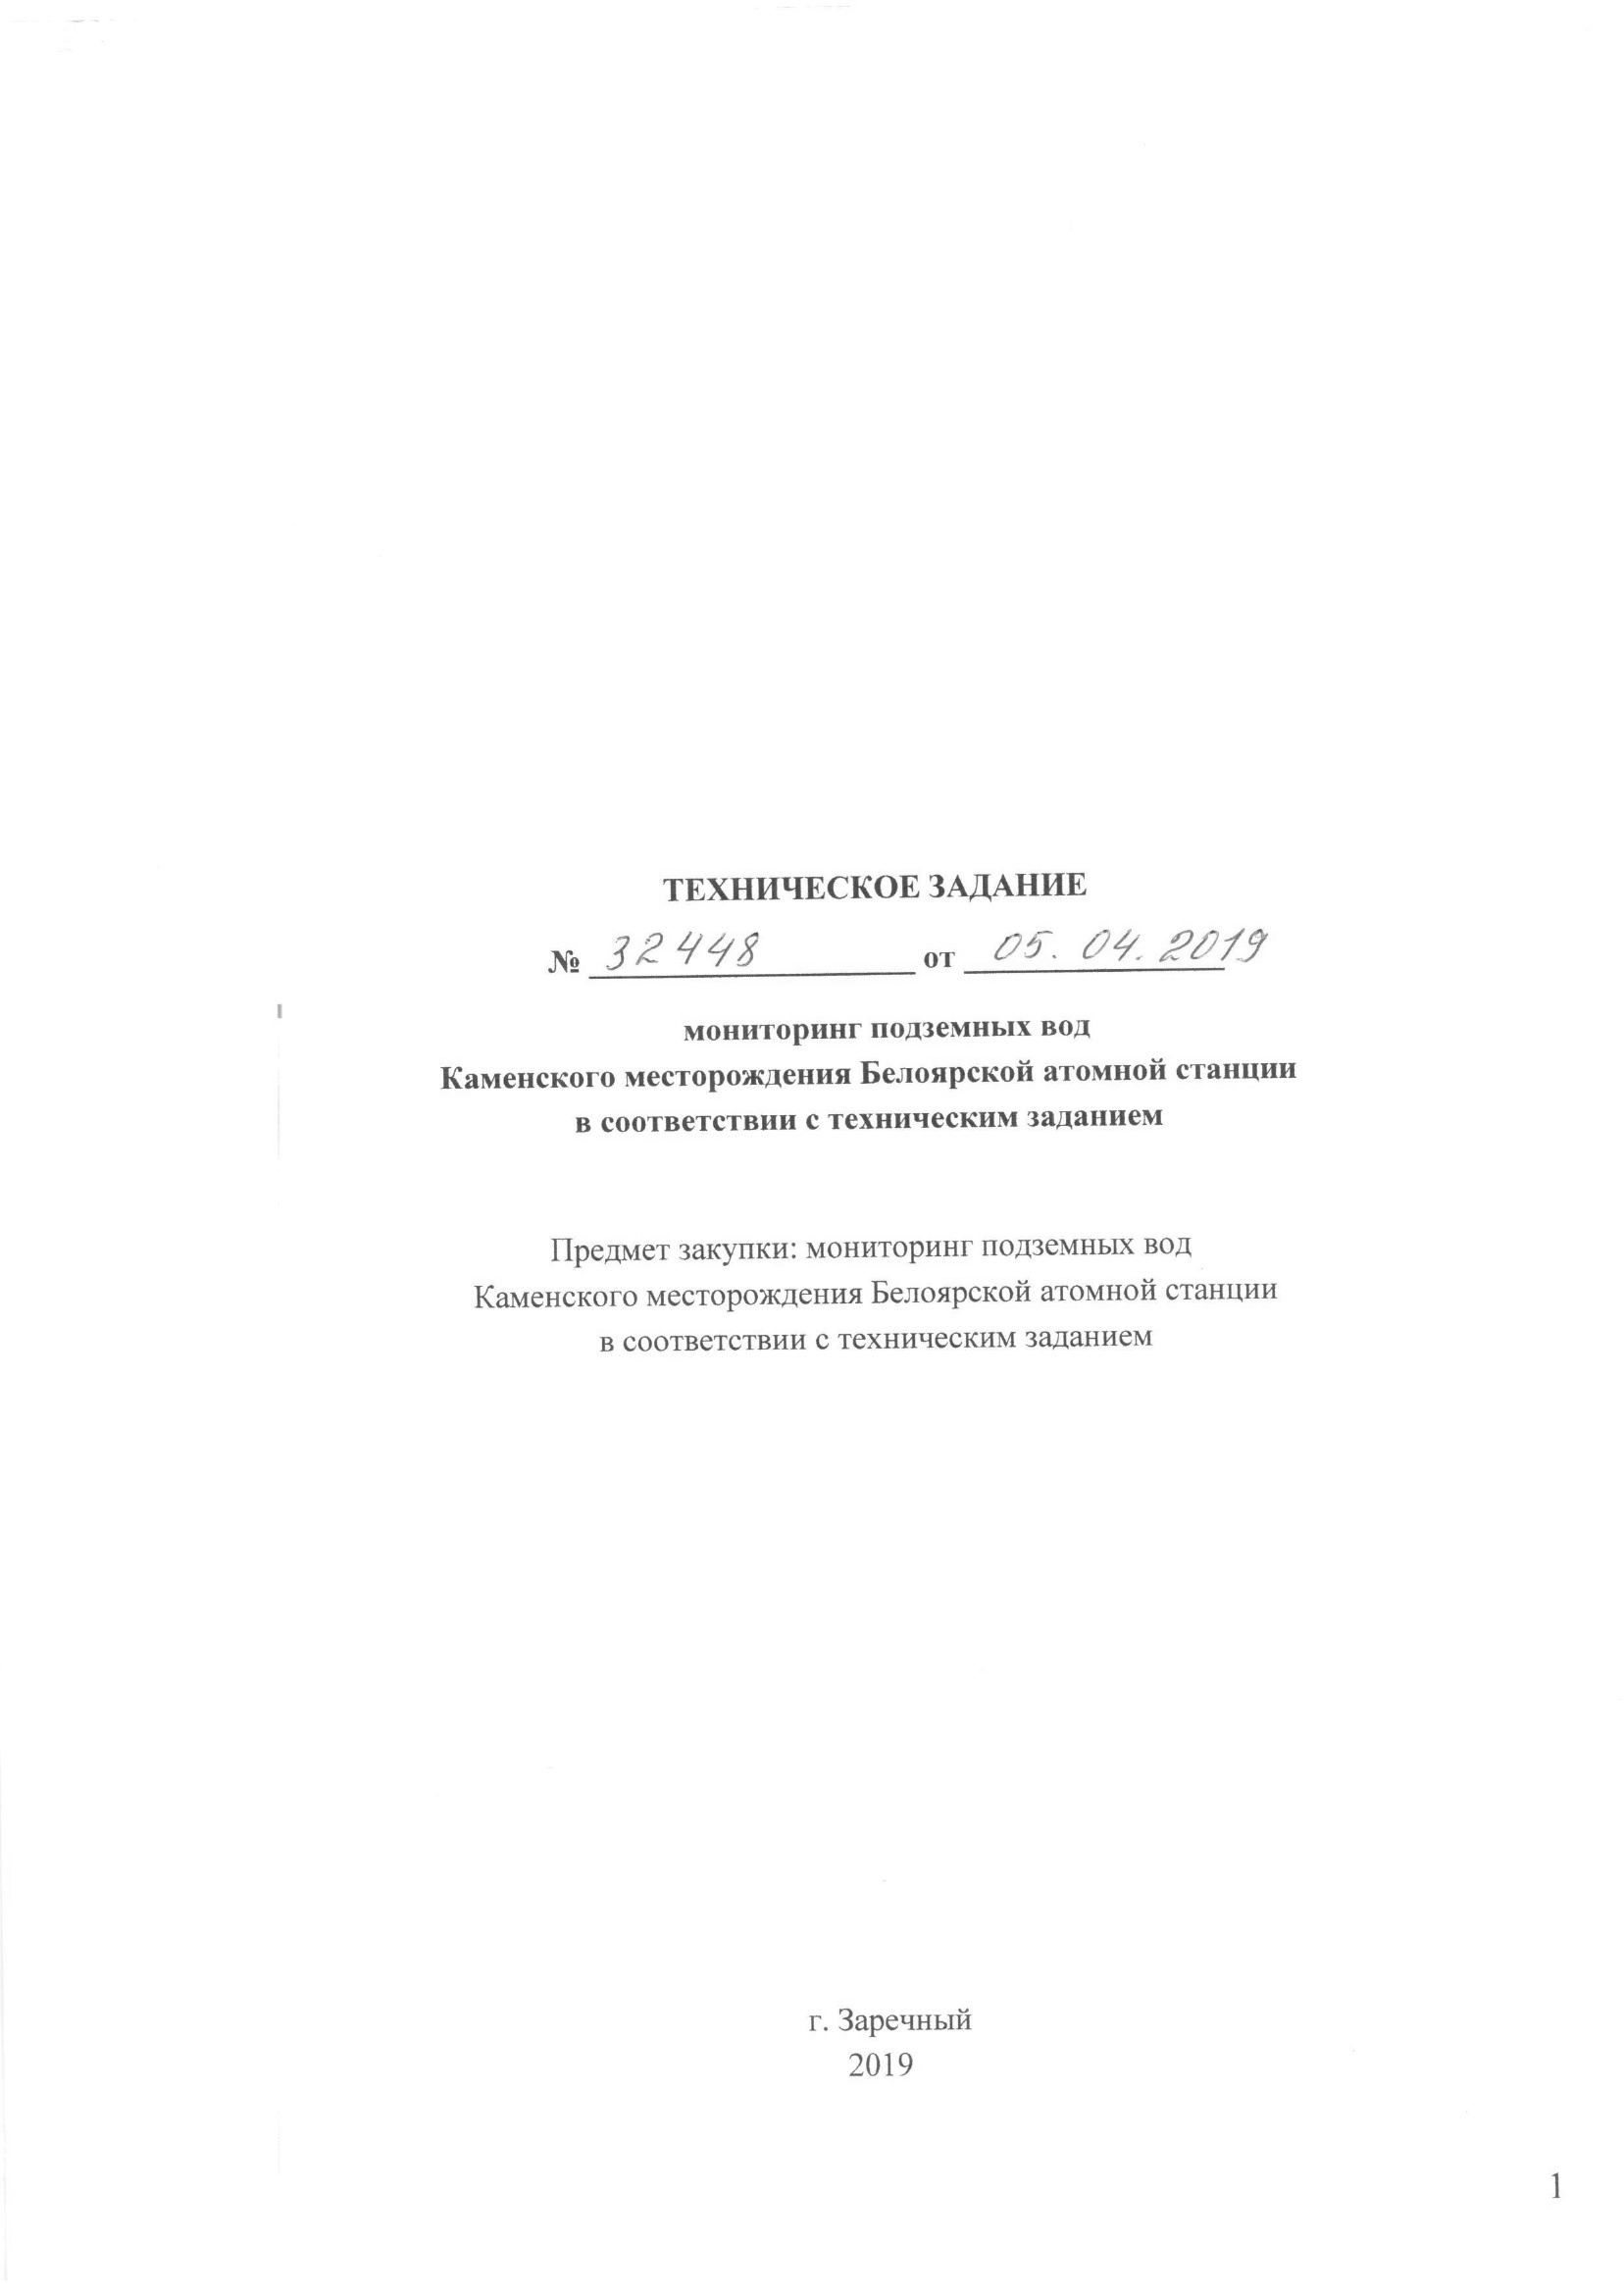 ТЕХНИЧЕСКОЕ ЗАДАНИЕ
№ 32448 от 05.04.2019
мониторинг подземных вод
Каменского месторождения Белоярской атомной станции
в соответствии с техническим заданием
Предмет закупки: мониторинг подземных вод
Каменского месторождения Белоярской атомной станции
в соответствии с техническим заданием
г. Заречный
2019
1